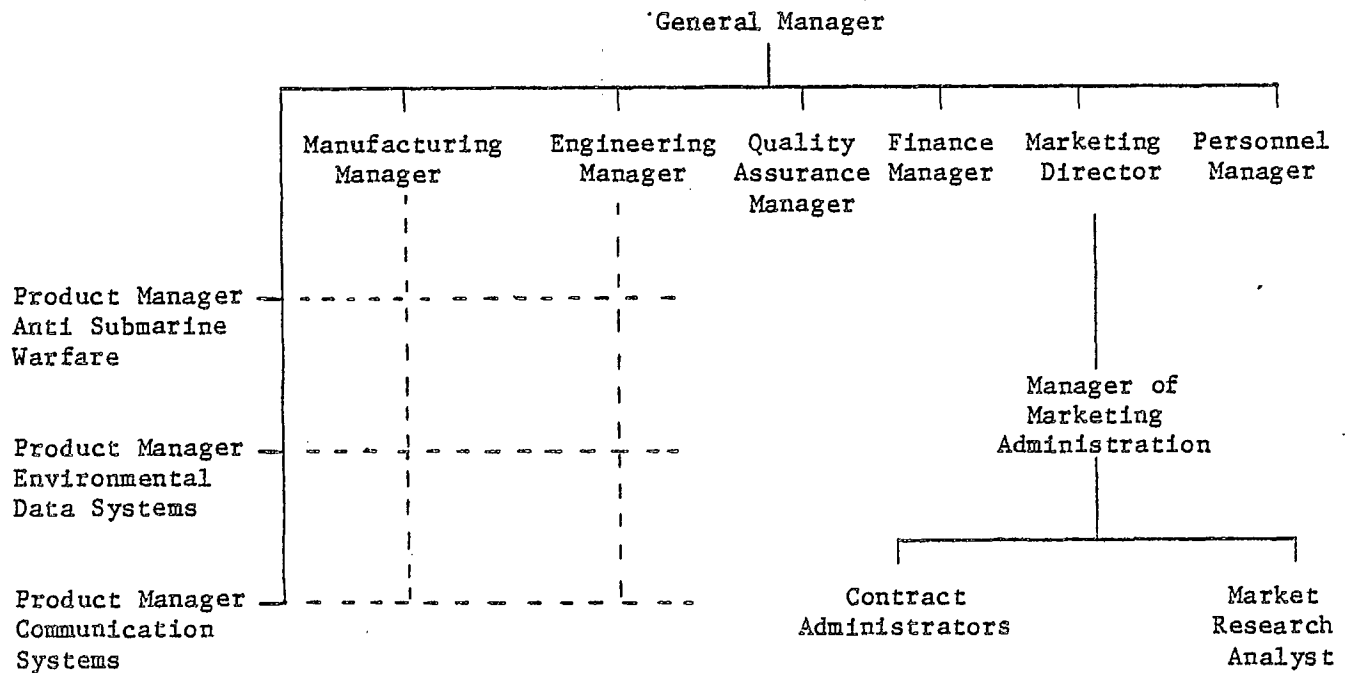 General Manager
Manufacturing
Manager
Engineering
Manager
Quality
Assurance
Manager
Finance
Manager
Marketing
Director
Personnel
Manager
Product Manager
Anti Submarine
Warfare
Product Manager
Environmental
Data Systems
Product Manager
Communication
Systems
Manager of
Marketing
Administration
Contract
Administrators
Market
Research
Analyst